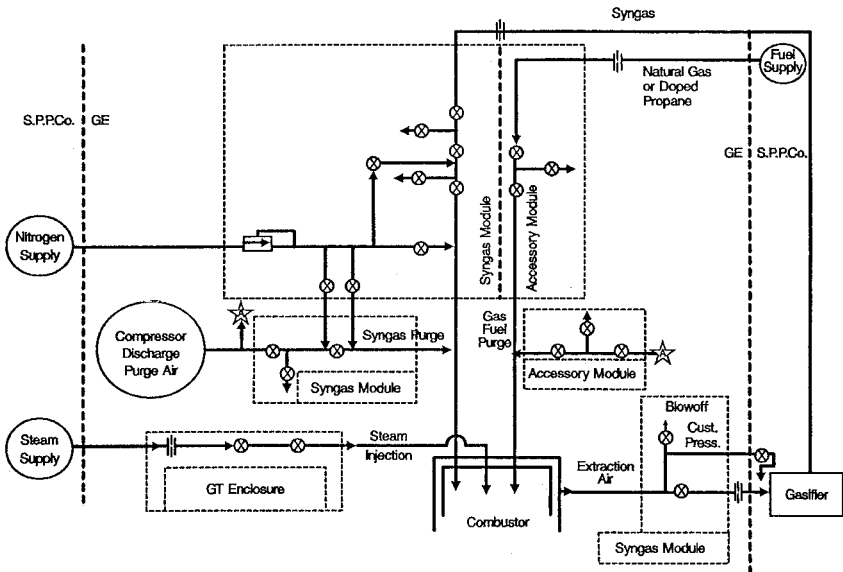 Syngas
Fuel
Supply
Natural Gas
or Doped
Propane
S.P.P.Co.
GE
GE
S.P.P.Co.
Syngas Module
Accessory Module
Nitrogen
Supply
Compressor
Discharge
Purge Air
A
Syngas Purge
Syngas Module
Gas
Fuel
Purge
A
Accessory Module
Steam
Supply
GT Enclosure
Steam
Injection
Combustor
Extraction
Air
Blowoff
Cust.
Press.
Syngas Module
Gasifier